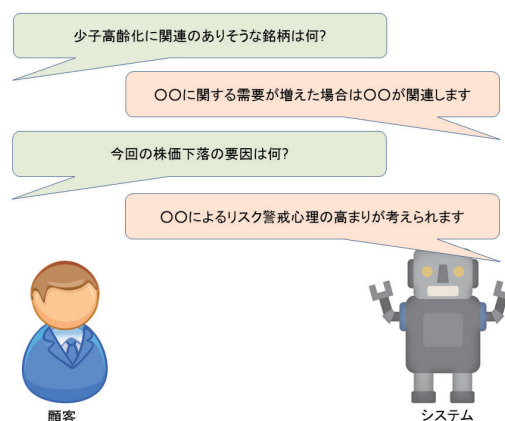 少子高齢化に関連のありそうな銘柄は何?
〇〇に関する需要が増えた場合は〇〇が関連します
今回の株価下落の要因は何?
〇〇によるリスク警戒心理の高まりが考えられます
顧客
システム